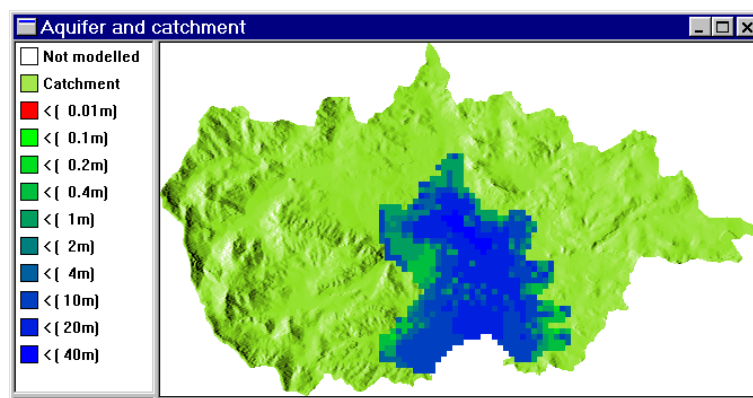 Aquifer and catchment
Not modelled
Catchment
<( 0.01m)
<( 0.1m)
<( 0.2m)
<( 0.4m)
<( 1m)
<( 2m)
<( 4m)
<(10m)
<(20m)
<(40m)